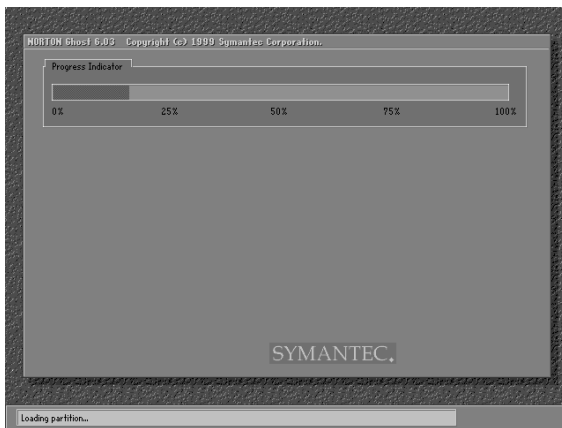 NORTON Ghost 6.03 Copyright (c) 1999 Symantec Corporation.
Progress Indicator
0% 25% 50% 75% 100%
SYMANTEC.
Loading partition...